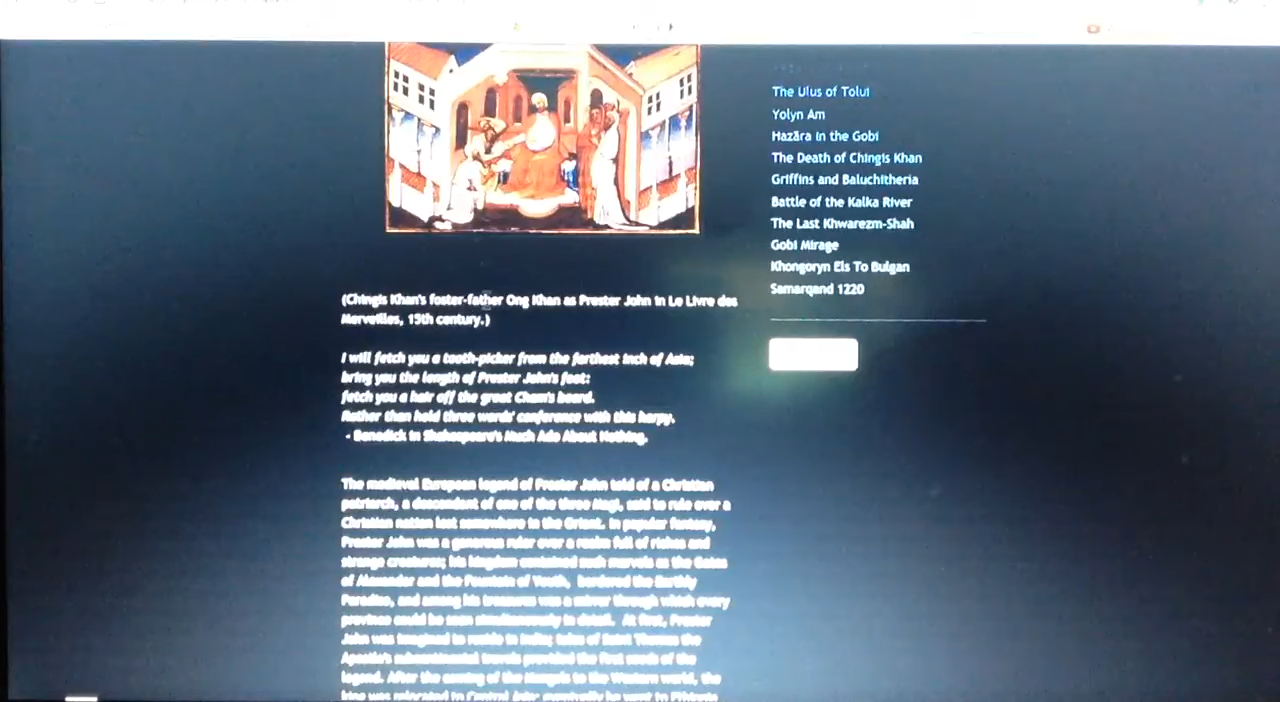 (Chingis Khan's foster-father Ong Khan as Prester John in Le Livre des
Merveilles, 15th century.)
I will fetch you a tooth-picker from the farthest inch of Asia;
bring you the length of Prester John's foot:
fetch you a hair off the great Cham's beard.
Rather than hold three words' conference with this harpy.
- Benedick in Shakespeare's Much Ado About Nothing.
The medieval European legend of Prester John told of a Christian
patriarch, a descendant of one of the three Magi, said to rule over a
Christian nation lost somewhere in the Orient. In popular fantasy,
Prester John was a generous ruler over a realm full of riches and
strange creatures; his kingdom contained such marvels as the Gates
of Alexander and the Fountain of Youth, bordered the Earthly
Paradise, and among his treasures was a mirror through which every
province could be seen simultaneously in detail. At first, Prester
John was imagined to reside in India; tales of Saint Thomas the
Apostle's subcontinental travels provided the first seeds of the
legend. After the coming of the Mongols to the Western world, the
king was relocated to Central Asia; eventually he went to Ethiopia
The Ulus of Tolui
Yolyn Am
Hazāra in the Gobi
The Death of Chingis Khan
Griffins and Baluchitheria
Battle of the Kalka River
The Last Khwarezm-Shah
Gobi Mirage
Khongoryn Els To Bulgan
Samarqand 1220